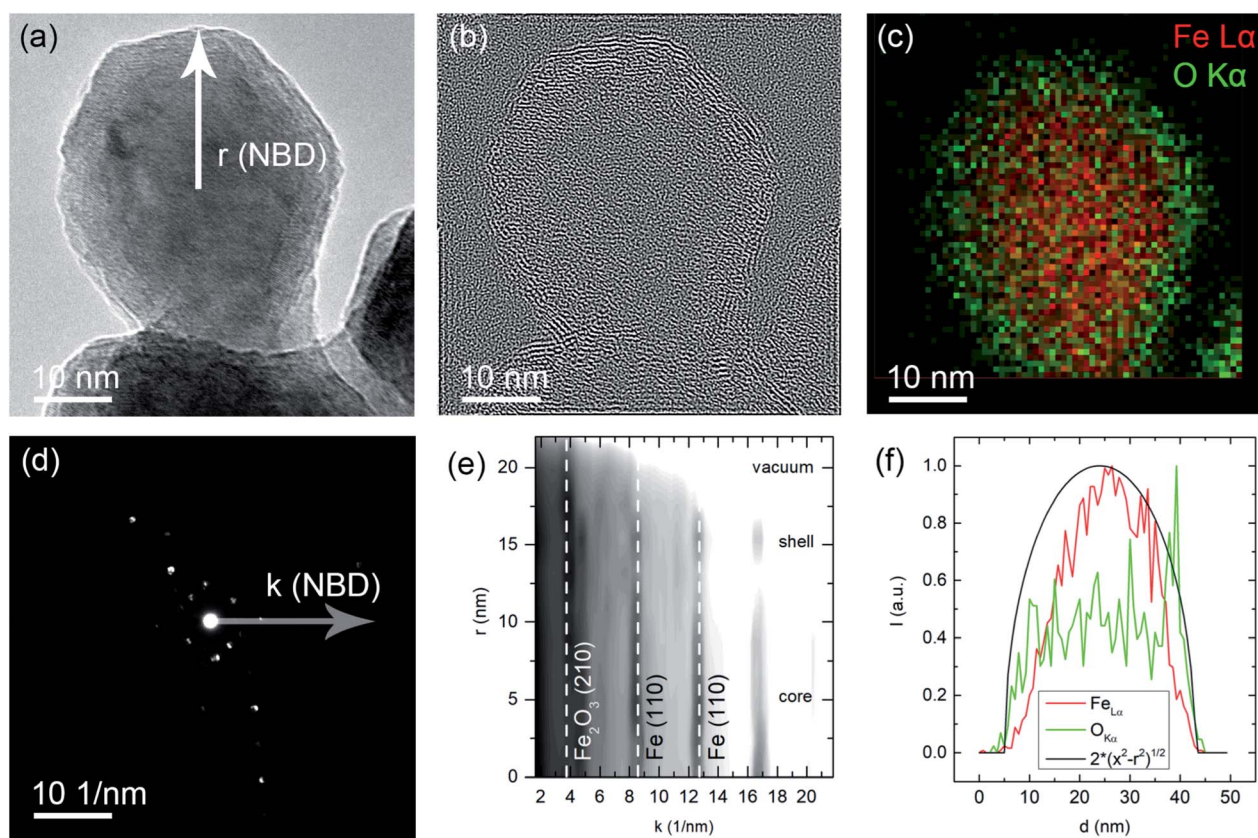 (a)
r (NBD)
10 nm
(b)
10 nm
(c)
Fe Lα
O Kα
10 nm
(d)
k (NBD)
10 1/nm
(e)
20
15
10
5
0
r (nm)
vacuum
shell
core
Fe₂O₃ (210)
Fe (110)
Fe (110)
2 4 6 8 10 12 14 16 18 20
k (1/nm)
(f)
1.0
0.8
0.6
0.4
0.2
0.0
I (a.u.)
Fe_Lα
O_Kα
2*(x²-r²)^1/2
0 10 20 30 40 50
d (nm)